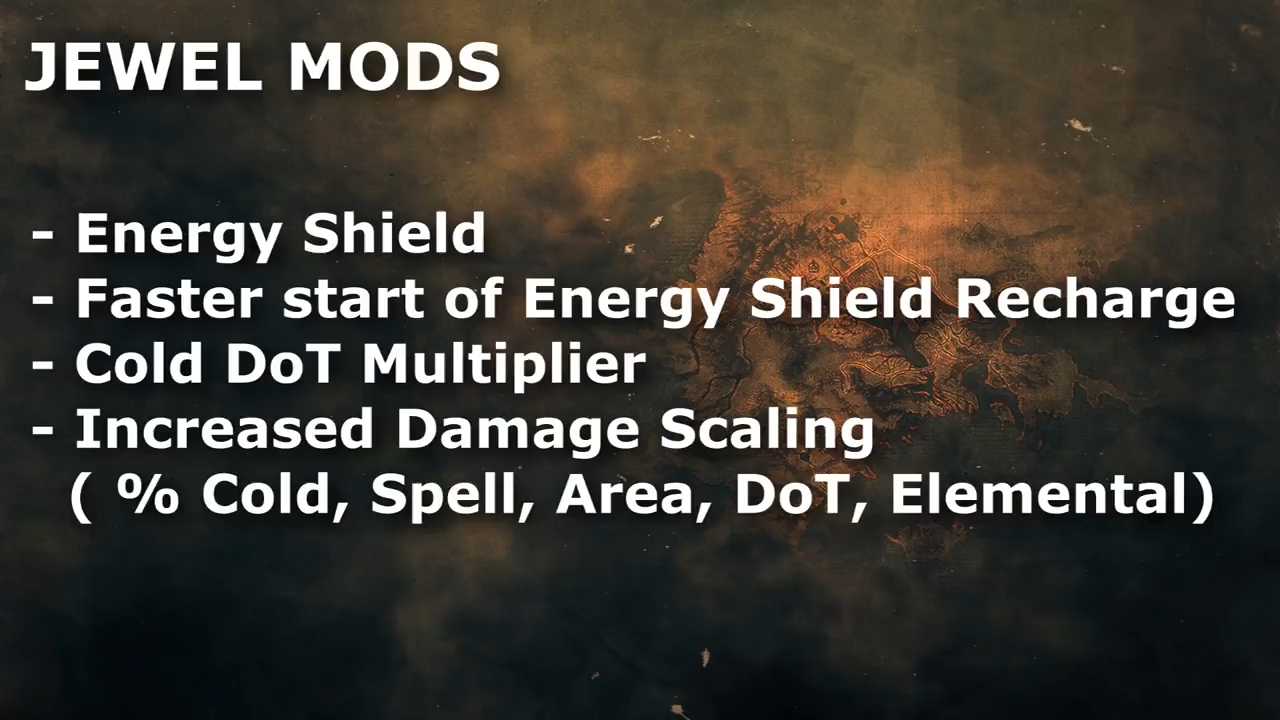 JEWEL MODS
- Energy Shield
- Faster start of Energy Shield Recharge
- Cold DoT Multiplier
- Increased Damage Scaling
( % Cold, Spell, Area, DoT, Elemental)